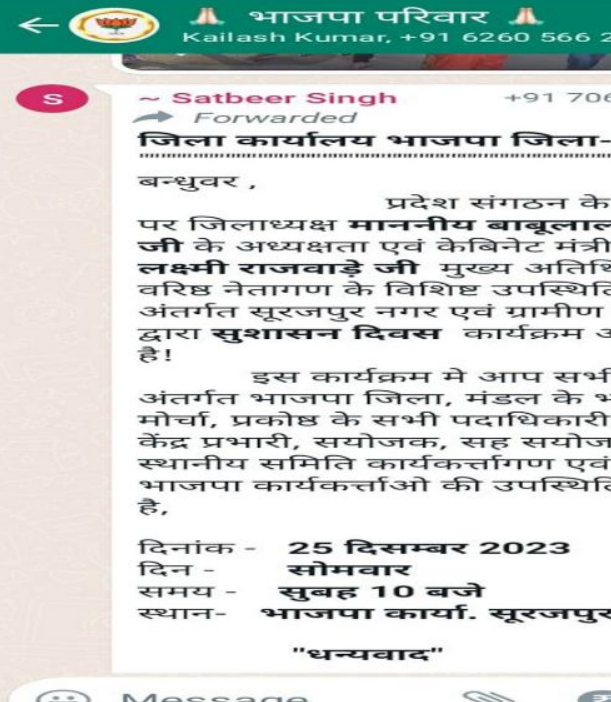 भाजपा परिवार
Kailash Kumar, +91 6260 566 2
S
~ Satbeer Singh +91 706
Forwarded
जिला कार्यालय भाजपा जिला-
बन्धुवर ,
प्रदेश संगठन के
पर जिलाध्यक्ष माननीय बाबूलाल
जी के अध्यक्षता एवं केबिनेट मंत्री
लक्ष्मी राजवाड़े जी मुख्य अतिथि
वरिष्ठ नेतागण के विशिष्ट उपस्थिति
अंतर्गत सूरजपुर नगर एवं ग्रामीण
द्वारा सुशासन दिवस कार्यक्रम
है!
इस कार्यक्रम मे आप सभी
अंतर्गत भाजपा जिला, मंडल के
मोर्चा, प्रकोष्ठ के सभी पदाधिकारी
केंद्र प्रभारी, सयोजक, सह सयोज
स्थानीय समिति कार्यकर्त्तागण एवं
भाजपा कार्यकर्त्ताओ की उपस्थिति
है,
दिनांक - 25 दिसम्बर 2023
दिन - सोमवार
समय - सुबह 10 बजे
स्थान- भाजपा कार्या. सूरजपुर
"धन्यवाद"
Message